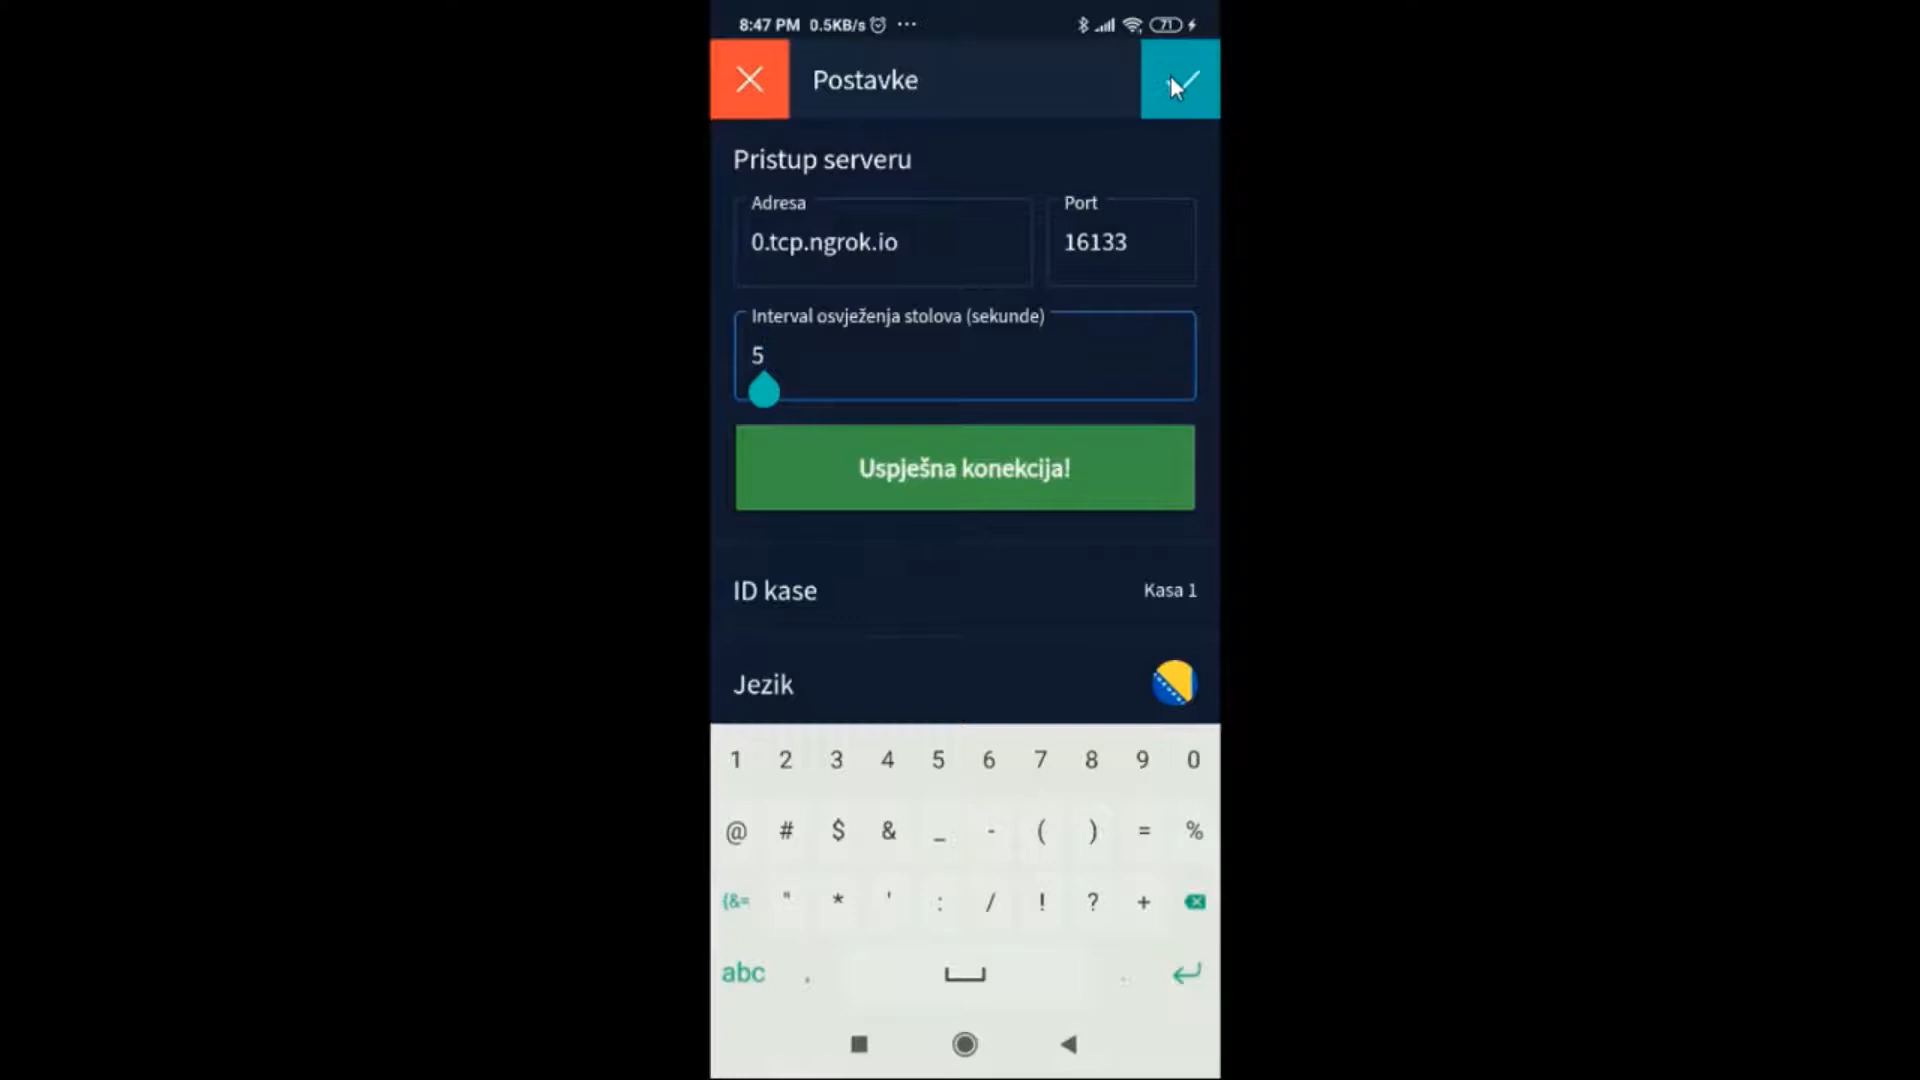 8:47 PM 0.5KB/s ··· 71
Postavke
Pristup serveru
Adresa
Port
0.tcp.ngrok.io
16133
Interval osvježenja stolova (sekunde)
5
Uspješna konekcija!
ID kase
Kasa 1
Jezik
1 2 3 4 5 6 7 8 9 0
@ # $ & _ - ( ) = %
{&= " * ' : / ! ? +
abc , .